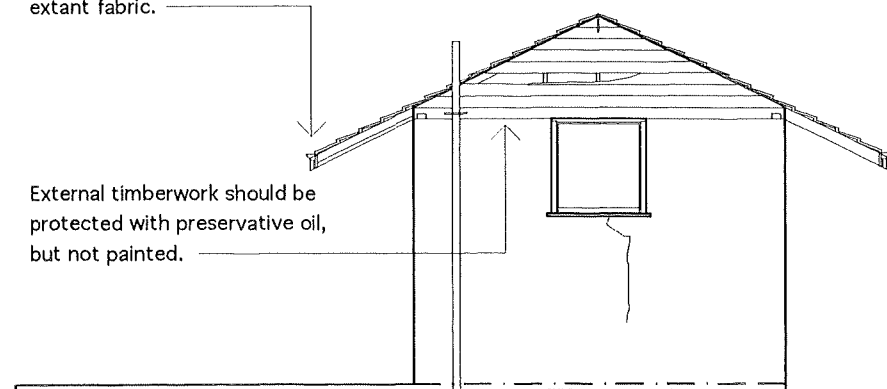 extant fabric.
External timberwork should be
protected with preservative oil,
but not painted.